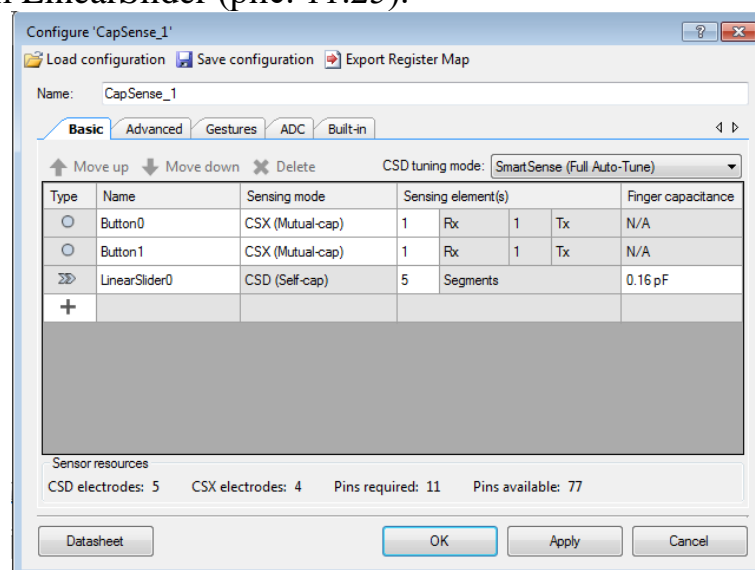 LinearSlider (рис. 11.25).
Configure 'CapSense_1'
Load configuration Save configuration Export Register Map
Name: CapSense_1
Basic Advanced Gestures ADC Built-in
Move up Move down Delete CSD tuning mode: SmartSense (Full Auto-Tune)
Type Name Sensing mode Sensing element(s) Finger capacitance
Button0 CSX (Mutual-cap) 1 Rx 1 Tx N/A
Button1 CSX (Mutual-cap) 1 Rx 1 Tx N/A
LinearSlider0 CSD (Self-cap) 5 Segments 0.16 pF
Sensor resources
CSD electrodes: 5 CSX electrodes: 4 Pins required: 11 Pins available: 77
Datasheet OK Apply Cancel